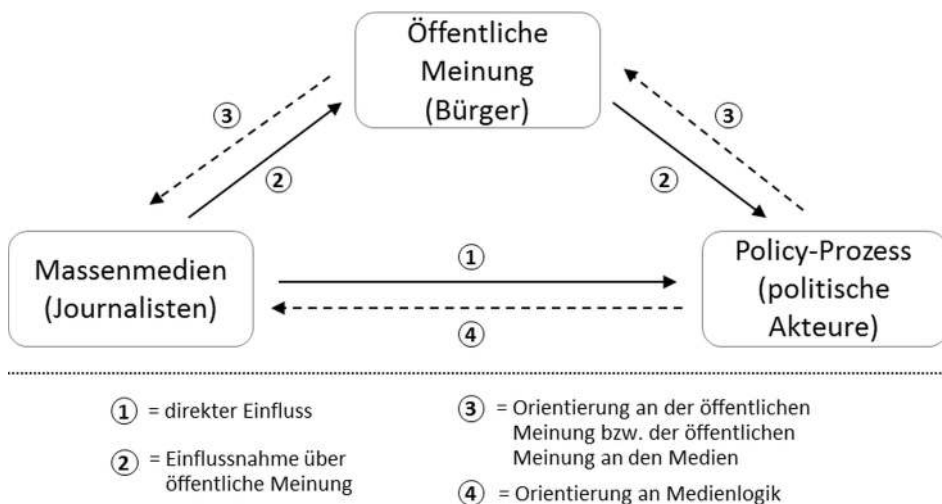 Öffentliche
Meinung
(Bürger)
③
③
②
②
Massenmedien
(Journalisten)
①
④
Policy-Prozess
(politische
Akteure)
① = direkter Einfluss
② = Einflussnahme über
öffentliche Meinung
③ = Orientierung an der öffentlichen
Meinung bzw. der öffentlichen
Meinung an den Medien
④ = Orientierung an Medienlogik